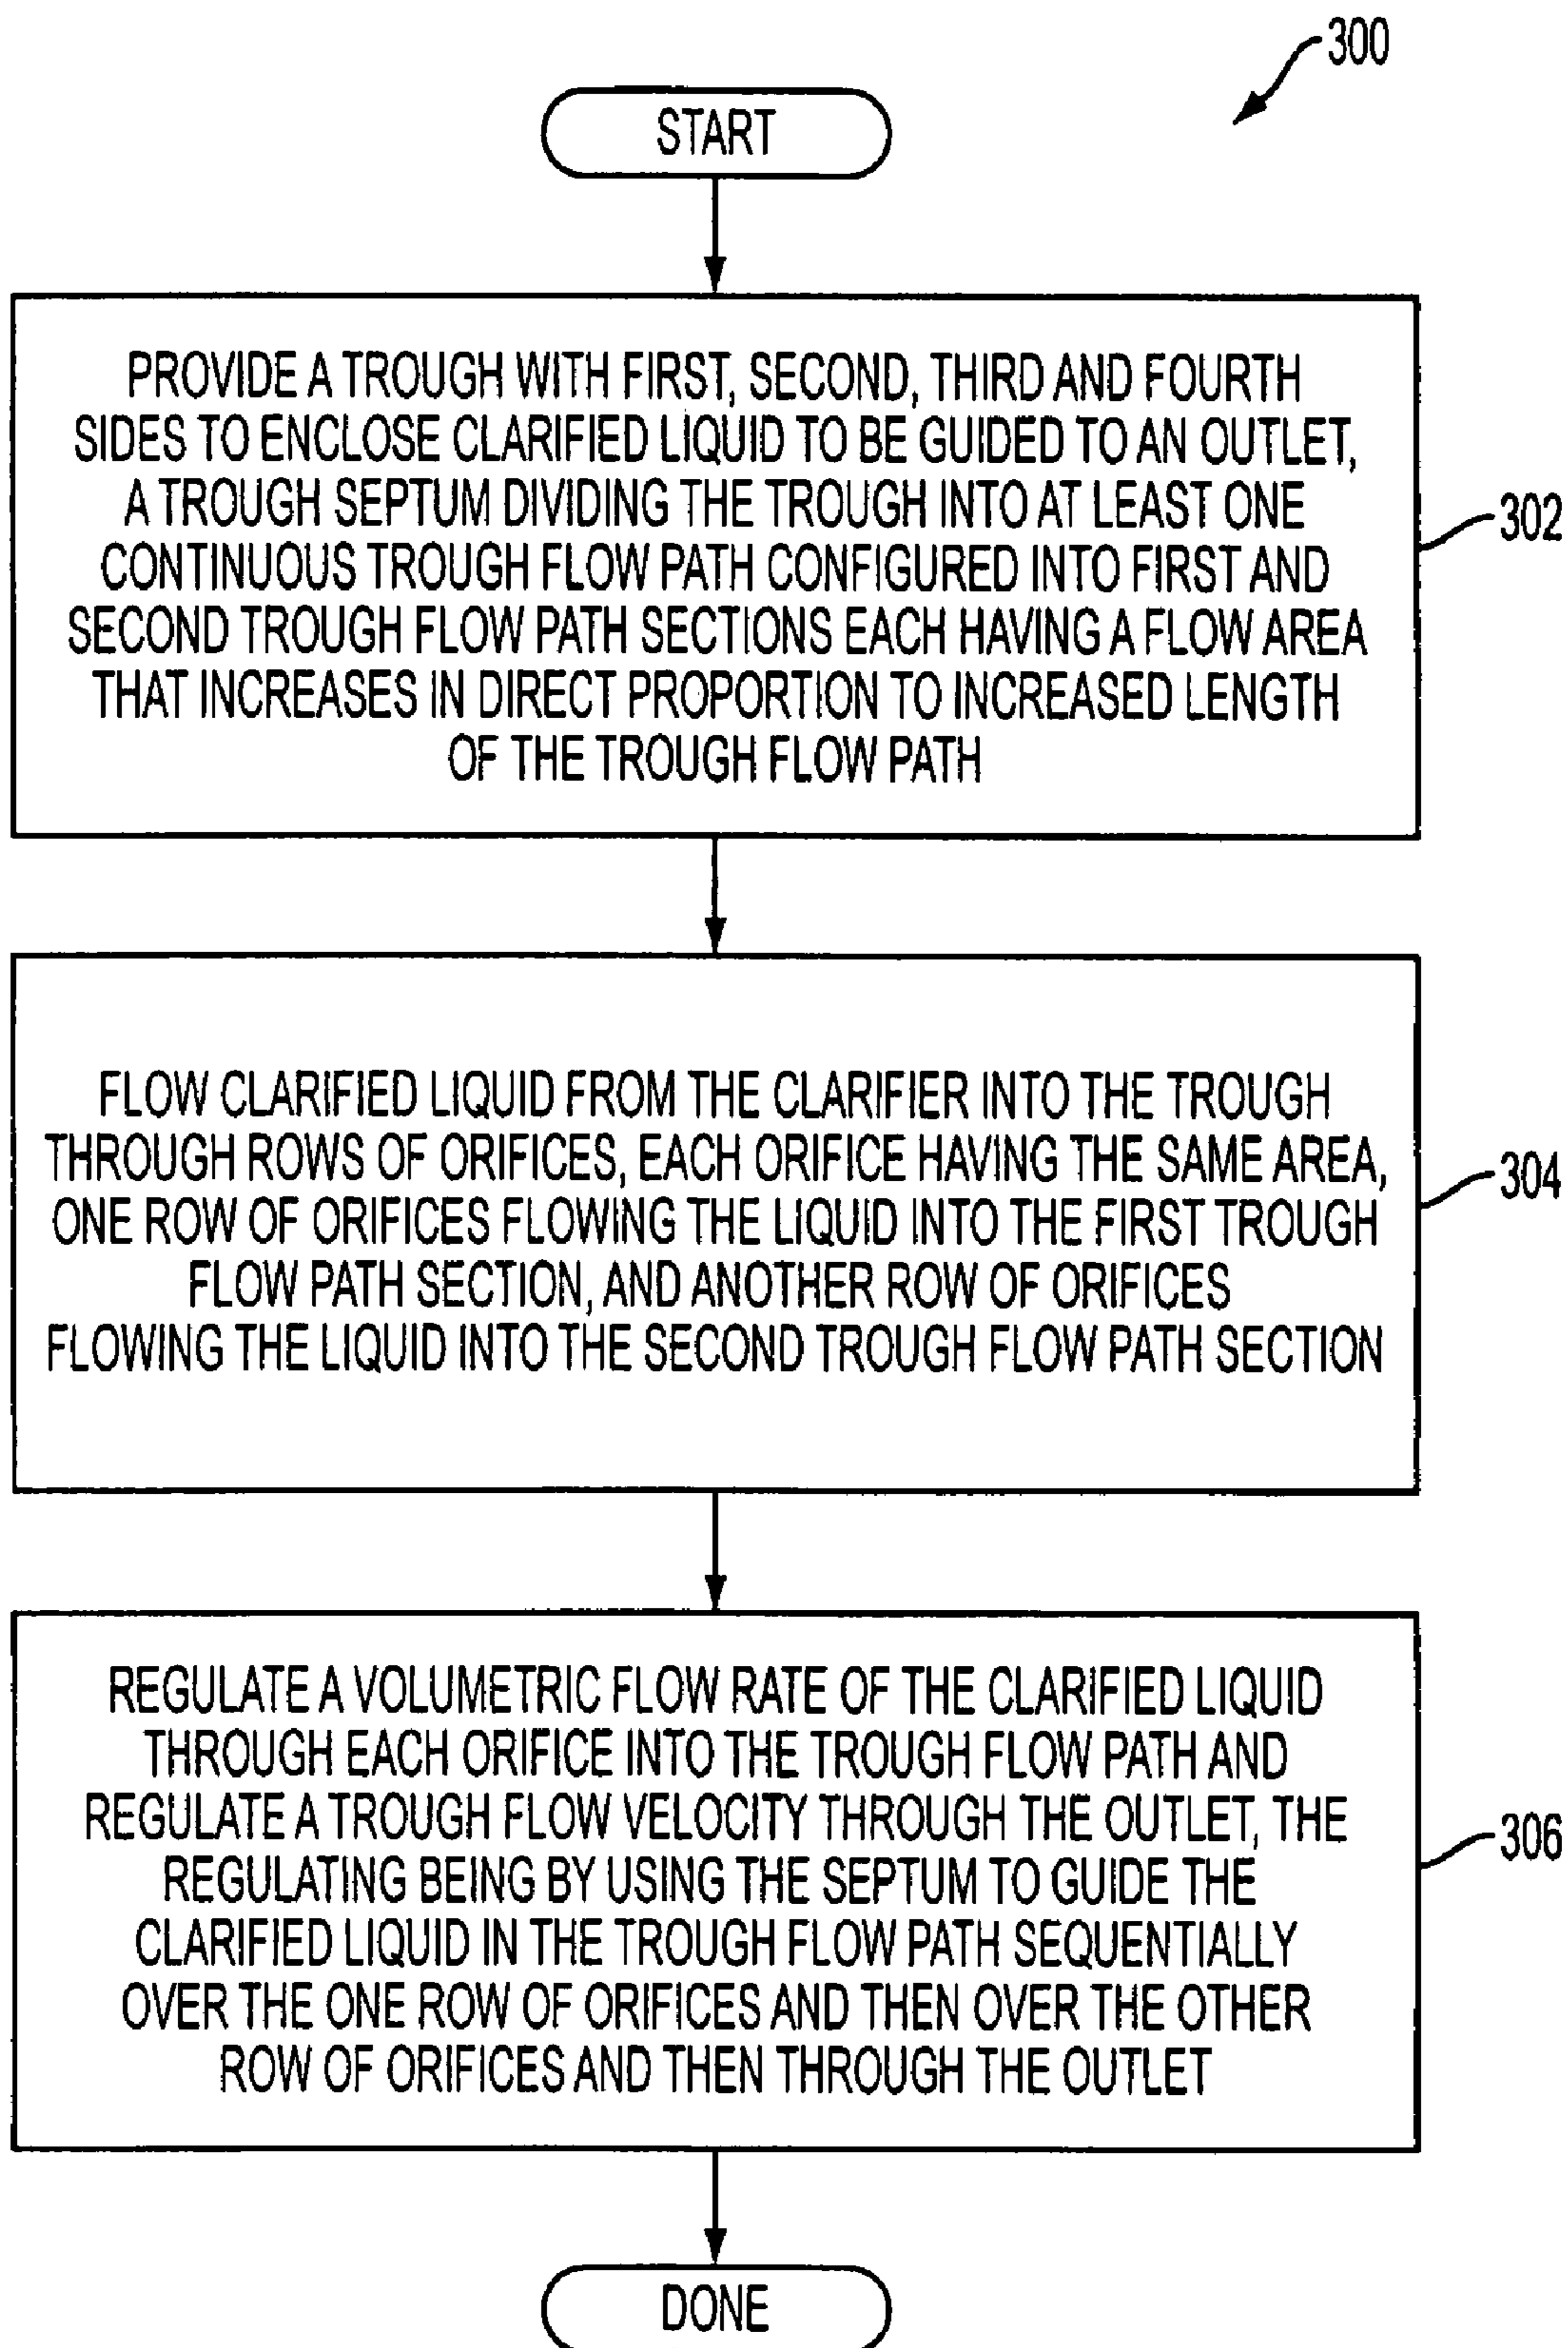 300
START
PROVIDE A TROUGH WITH FIRST, SECOND, THIRD AND FOURTH
SIDES TO ENCLOSE CLARIFIED LIQUID TO BE GUIDED TO AN OUTLET,
A TROUGH SEPTUM DIVIDING THE TROUGH INTO AT LEAST ONE
CONTINUOUS TROUGH FLOW PATH CONFIGURED INTO FIRST AND
SECOND TROUGH FLOW PATH SECTIONS EACH HAVING A FLOW AREA
THAT INCREASES IN DIRECT PROPORTION TO INCREASED LENGTH
OF THE TROUGH FLOW PATH
302
FLOW CLARIFIED LIQUID FROM THE CLARIFIER INTO THE TROUGH
THROUGH ROWS OF ORIFICES, EACH ORIFICE HAVING THE SAME AREA,
ONE ROW OF ORIFICES FLOWING THE LIQUID INTO THE FIRST TROUGH
FLOW PATH SECTION, AND ANOTHER ROW OF ORIFICES
FLOWING THE LIQUID INTO THE SECOND TROUGH FLOW PATH SECTION
304
REGULATE A VOLUMETRIC FLOW RATE OF THE CLARIFIED LIQUID
THROUGH EACH ORIFICE INTO THE TROUGH FLOW PATH AND
REGULATE A TROUGH FLOW VELOCITY THROUGH THE OUTLET, THE
REGULATING BEING BY USING THE SEPTUM TO GUIDE THE
CLARIFIED LIQUID IN THE TROUGH FLOW PATH SEQUENTIALLY
OVER THE ONE ROW OF ORIFICES AND THEN OVER THE OTHER
ROW OF ORIFICES AND THEN THROUGH THE OUTLET
306
DONE